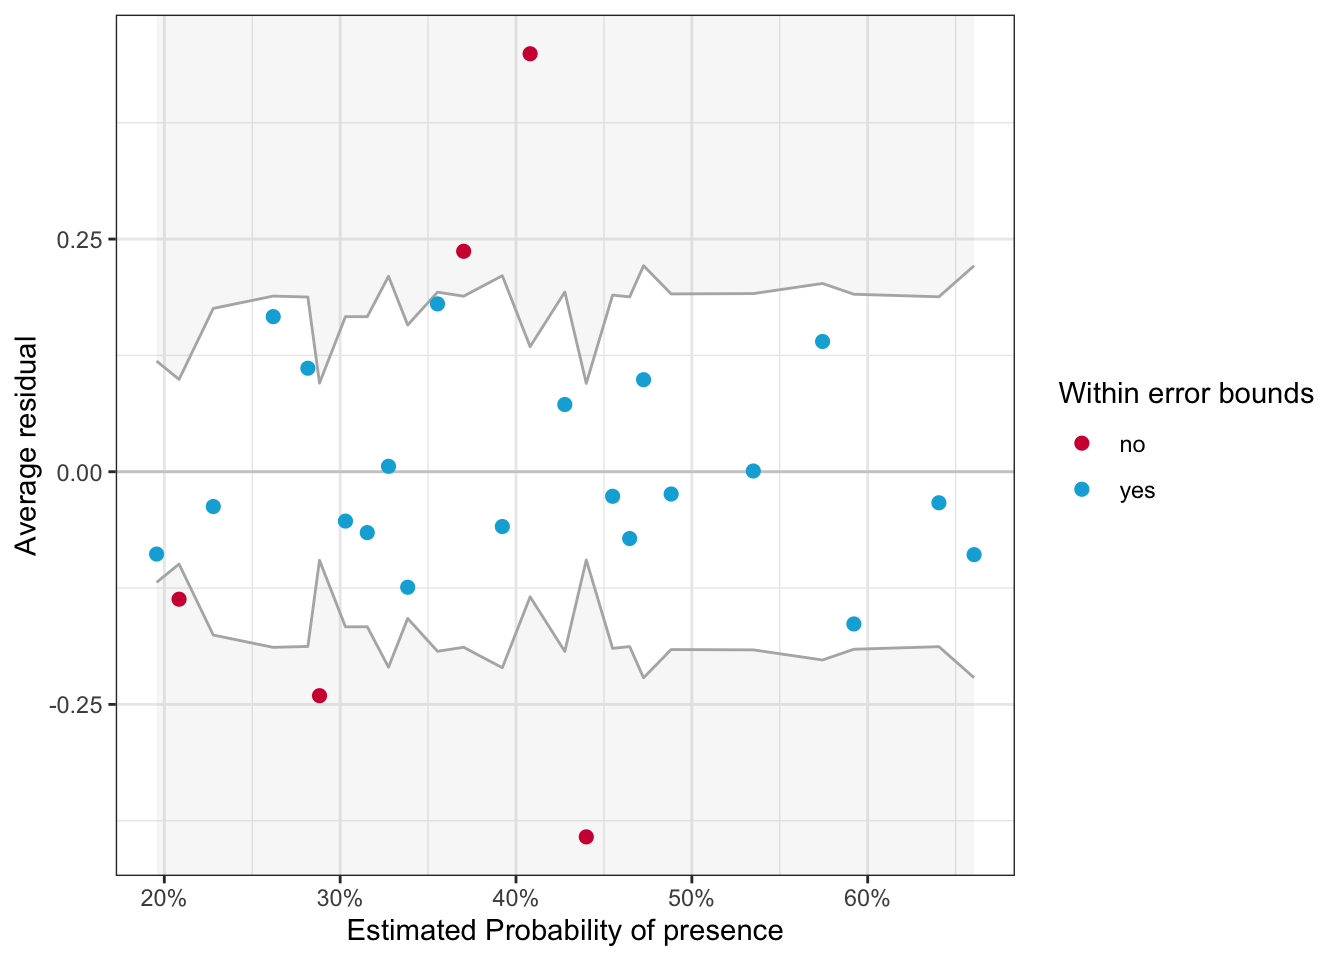 0.25
0.00
-0.25
Average residual
20%
30%
40%
50%
60%
Estimated Probability of presence
Within error bounds
no
yes